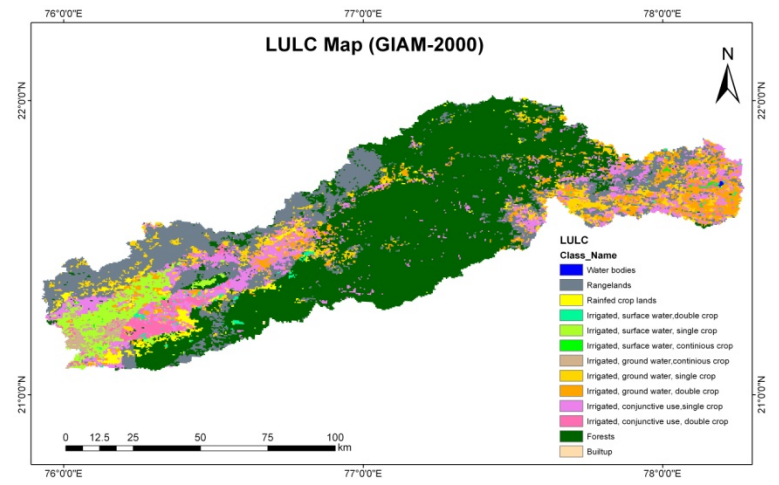 76°0'0"E 77°0'0"E 78°0'0"E
LULC Map (GIAM-2000)
N
22°0'0"N 22°0'0"N
LULC
Class_Name
Water bodies
Rangelands
Rainfed crop lands
Irrigated, surface water,double crop
Irrigated, surface water, single crop
Irrigated, surface water, continious crop
Irrigated, ground water,continious crop
Irrigated, ground water, single crop
Irrigated, ground water, double crop
Irrigated, conjunctive use,single crop
Irrigated, conjunctive use, double crop
Forests
Builtup
21°0'0"N 21°0'0"N
0 12.5 25 50 75 100
km
76°0'0"E 77°0'0"E 78°0'0"E